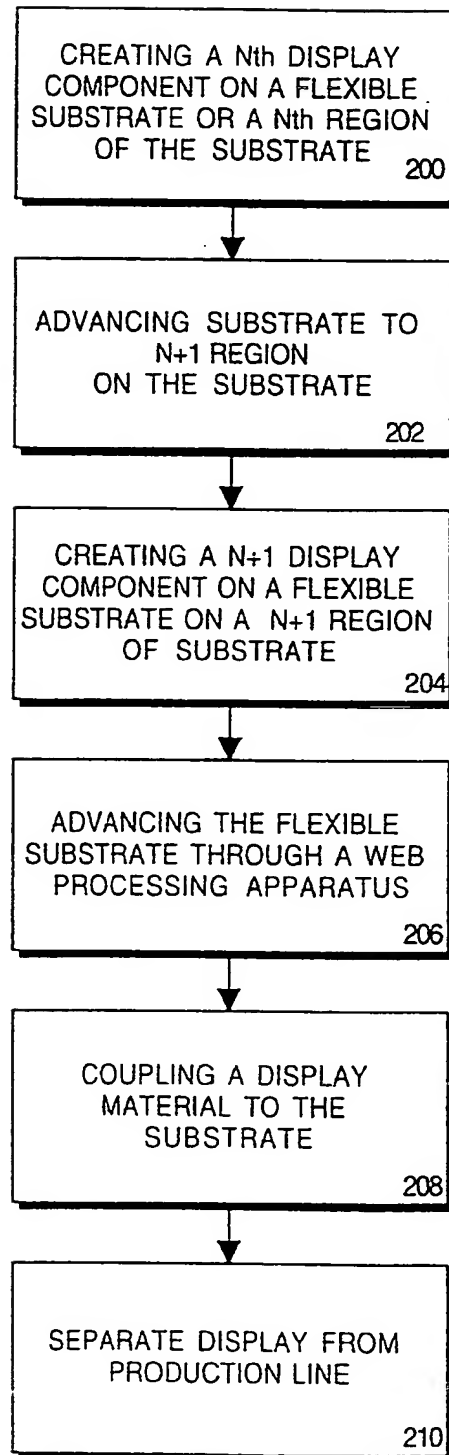 CREATING A Nth DISPLAY
COMPONENT ON A FLEXIBLE
SUBSTRATE OR A Nth REGION
OF THE SUBSTRATE
200
ADVANCING SUBSTRATE TO
N+1 REGION
ON THE SUBSTRATE
202
CREATING A N+1 DISPLAY
COMPONENT ON A FLEXIBLE
SUBSTRATE ON A N+1 REGION
OF SUBSTRATE
204
ADVANCING THE FLEXIBLE
SUBSTRATE THROUGH A WEB
PROCESSING APPARATUS
206
COUPLING A DISPLAY
MATERIAL TO THE
SUBSTRATE
208
SEPARATE DISPLAY FROM
PRODUCTION LINE
210